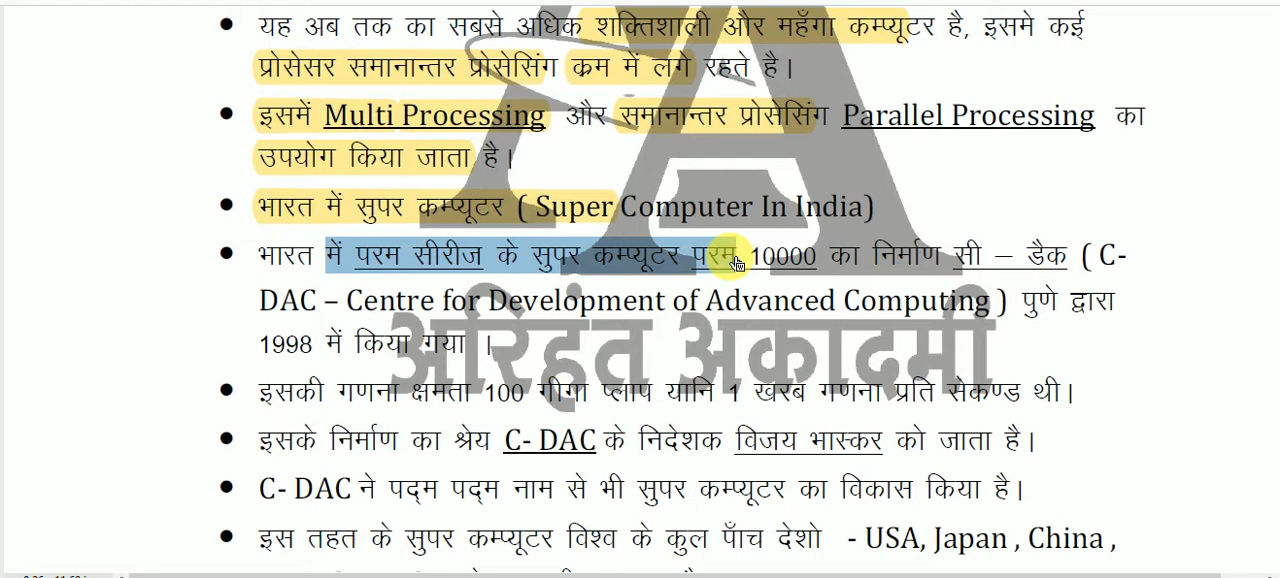 यह अब तक का सबसे अधिक शक्तिशाली और महँगा कम्प्यूटर है, इसमे कई
प्रोसेसर समानान्तर प्रोसेसिंग क्रम में लगे रहते है।
इसमें Multi Processing और समानान्तर प्रोसेसिंग Parallel Processing का
उपयोग किया जाता है।
भारत में सुपर कम्प्यूटर ( Super Computer In India)
भारत में परम सीरीज के सुपर कम्प्यूटर परम 10000 का निर्माण सी – डैक ( C-
DAC – Centre for Development of Advanced Computing ) पुणे द्वारा
1998 में किया गया ।
अरिहंत अकादमी
इसकी गणना क्षमता 100 गीगा प्लाप यानि 1 खरब गणना प्रति सेकण्ड थी।
इसके निर्माण का श्रेय C- DAC के निदेशक विजय भास्कर को जाता है।
C- DAC ने पद्म पद्म नाम से भी सुपर कम्प्यूटर का विकास किया है।
इस तहत के सुपर कम्प्यूटर विश्व के कुल पाँच देशो - USA, Japan , China ,